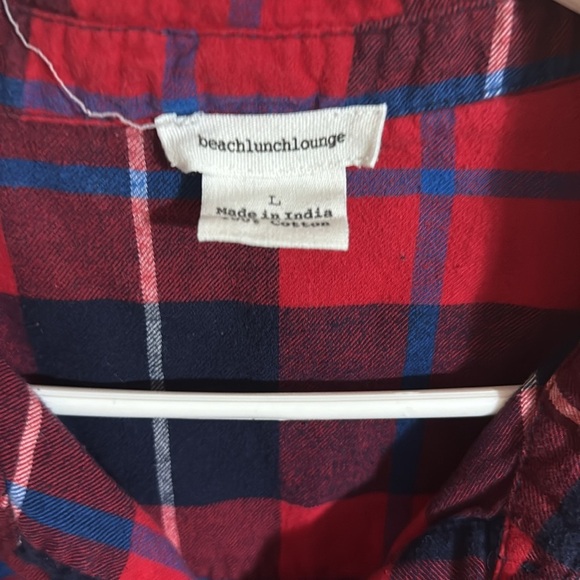 beachlunchlounge
L
Made in India
100% Cotton